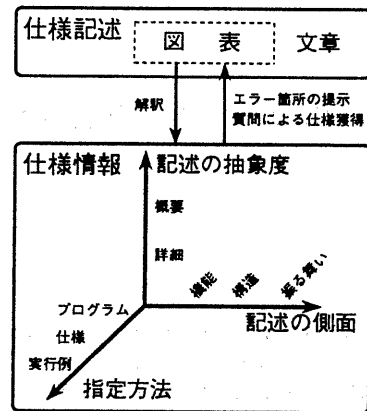 仕様記述
図 表
文章
解釈
エラー箇所の提示
質問による仕様獲得
仕様情報
記述の抽象度
概要
詳細
機能
構造
振る舞い
記述の側面
プログラム
仕様
実行例
指定方法